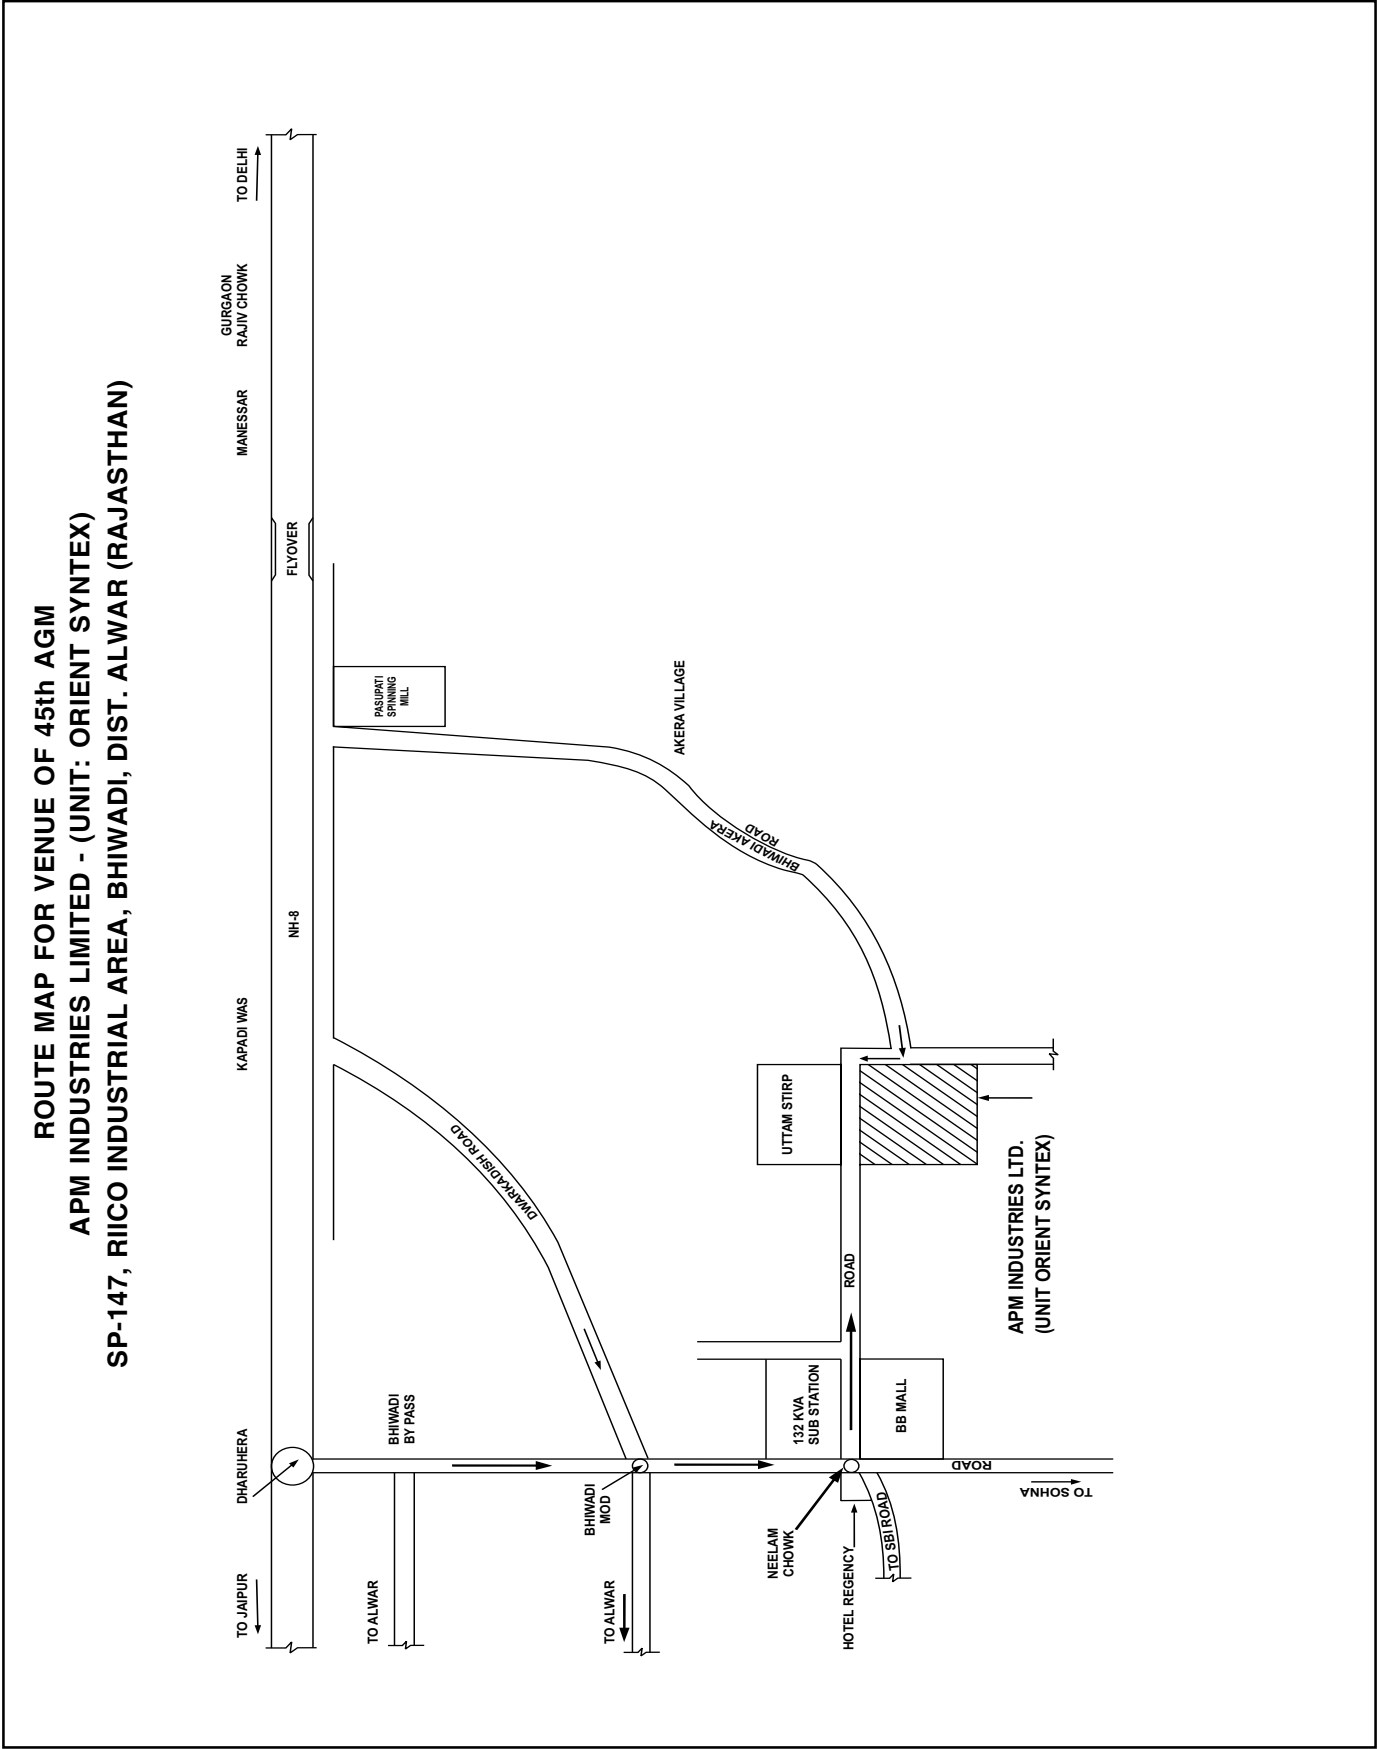 ROUTE MAP FOR VENUE OF 45th AGM
APM INDUSTRIES LIMITED - (UNIT: ORIENT SYNTEX)
SP-147, RIICO INDUSTRIAL AREA, BHIWADI, DIST. ALWAR (RAJASTHAN)
TO JAIPUR
DHARUHERA
KAPADI WAS
MANESSAR
GURGAON
RAJIV CHOWK
TO DELHI
NH-8
FLYOVER
TO ALWAR
BHIWADI
BY PASS
PASUPATI
SPINNING
MILL
DWARKADISH ROAD
AKERA VILLAGE
BHIWADI AKERA
ROAD
TO ALWAR
BHIWADI
MOD
NEELAM
CHOWK
132 KVA
SUB STATION
UTTAM STIRP
HOTEL REGENCY
ROAD
TO SBI ROAD
BB MALL
ROAD
TO SOHNA
APM INDUSTRIES LTD.
(UNIT ORIENT SYNTEX)